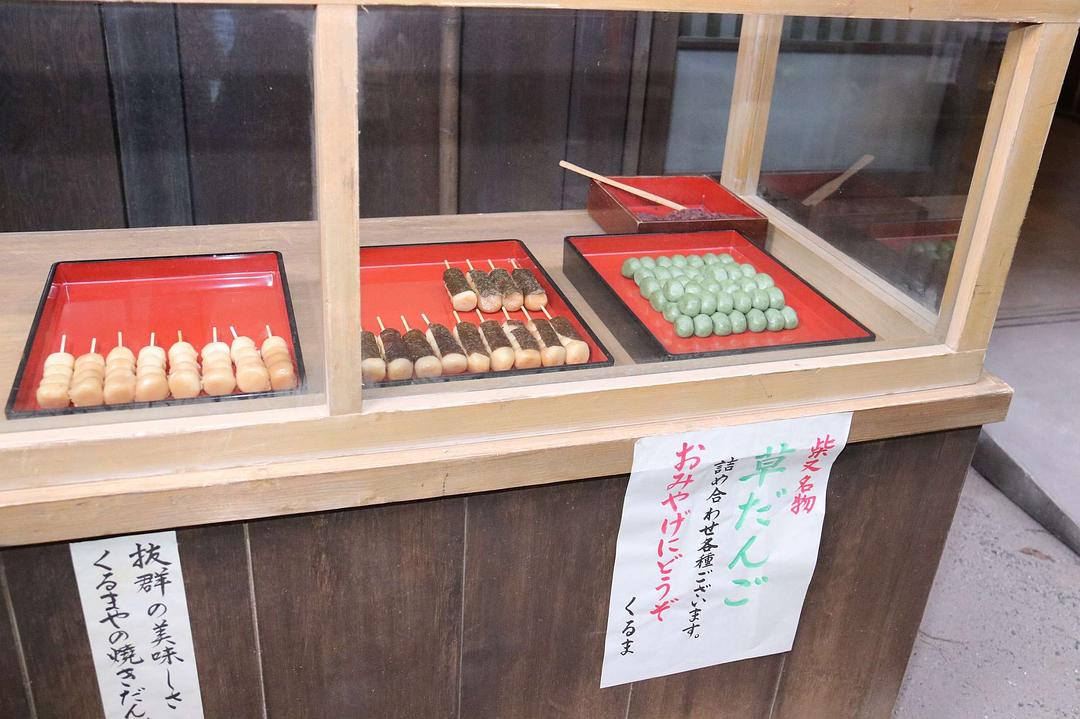 柴又名物
草だんご
詰め合わせ各種ございます。
おみやげにどうぞ
くるま
抜群の美味しさ
くるまやの焼きだん